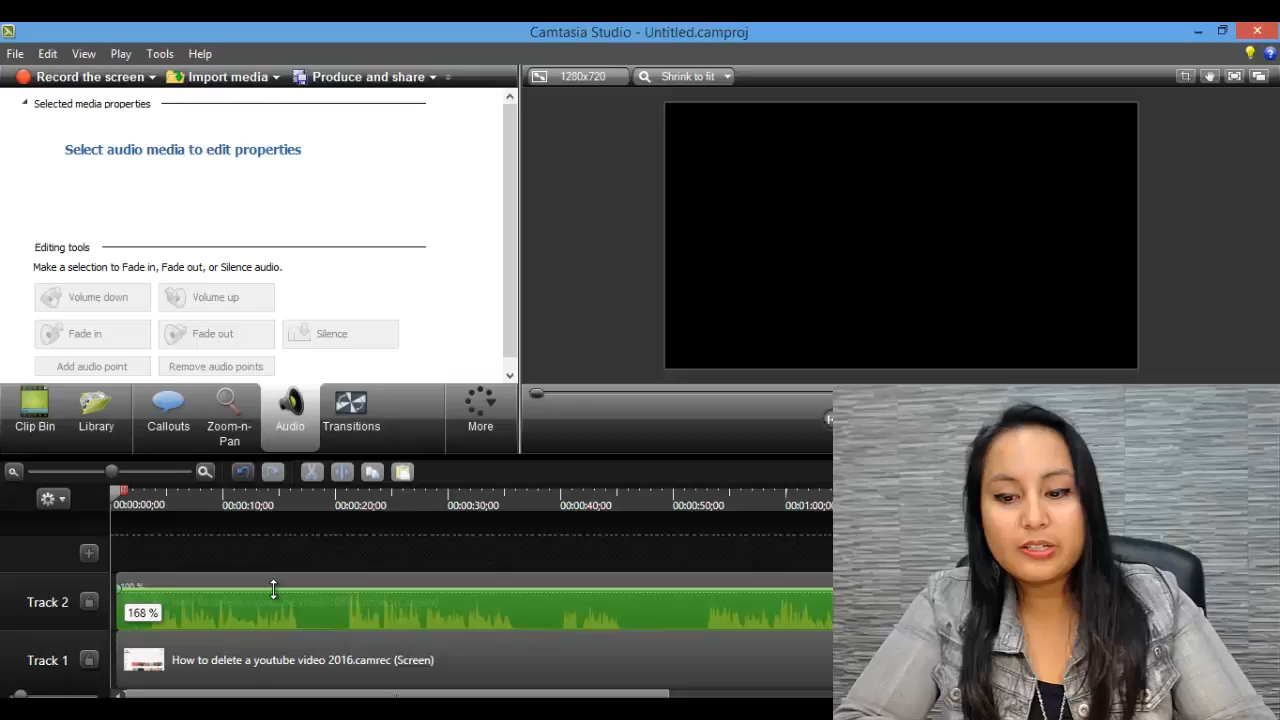 Camtasia Studio - Untitled.camproj
File Edit View Play Tools Help
Record the screen Import media Produce and share 1280x720 Shrink to fit
Selected media properties
Select audio media to edit properties
Editing tools
Make a selection to Fade in, Fade out, or Silence audio.
Volume down Volume up
Fade in Fade out Silence
Add audio point Remove audio points
Clip Bin Library Callouts Zoom-n-Pan Audio Transitions More
00:00:00;00 00:00:10;00 00:00:20;00 00:00:30;00 00:00:40;00 00:00:50;00 00:01:00;
100 %
Track 2
168 %
Track 1 How to delete a youtube video 2016.camrec (Screen)